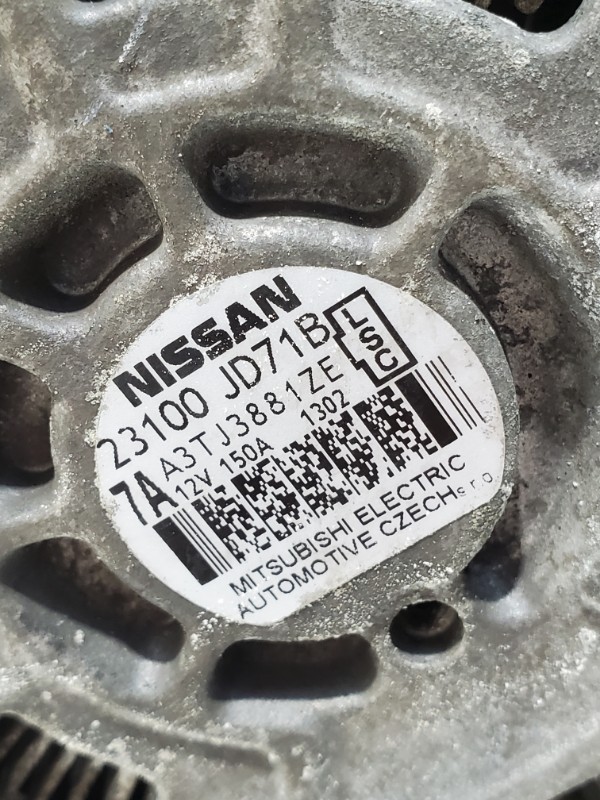 NISSAN
23100 JD71B
LSC
7A A3TJ3881ZE
12V 150A 1302
MITSUBISHI ELECTRIC
AUTOMOTIVE CZECH s.r.o.